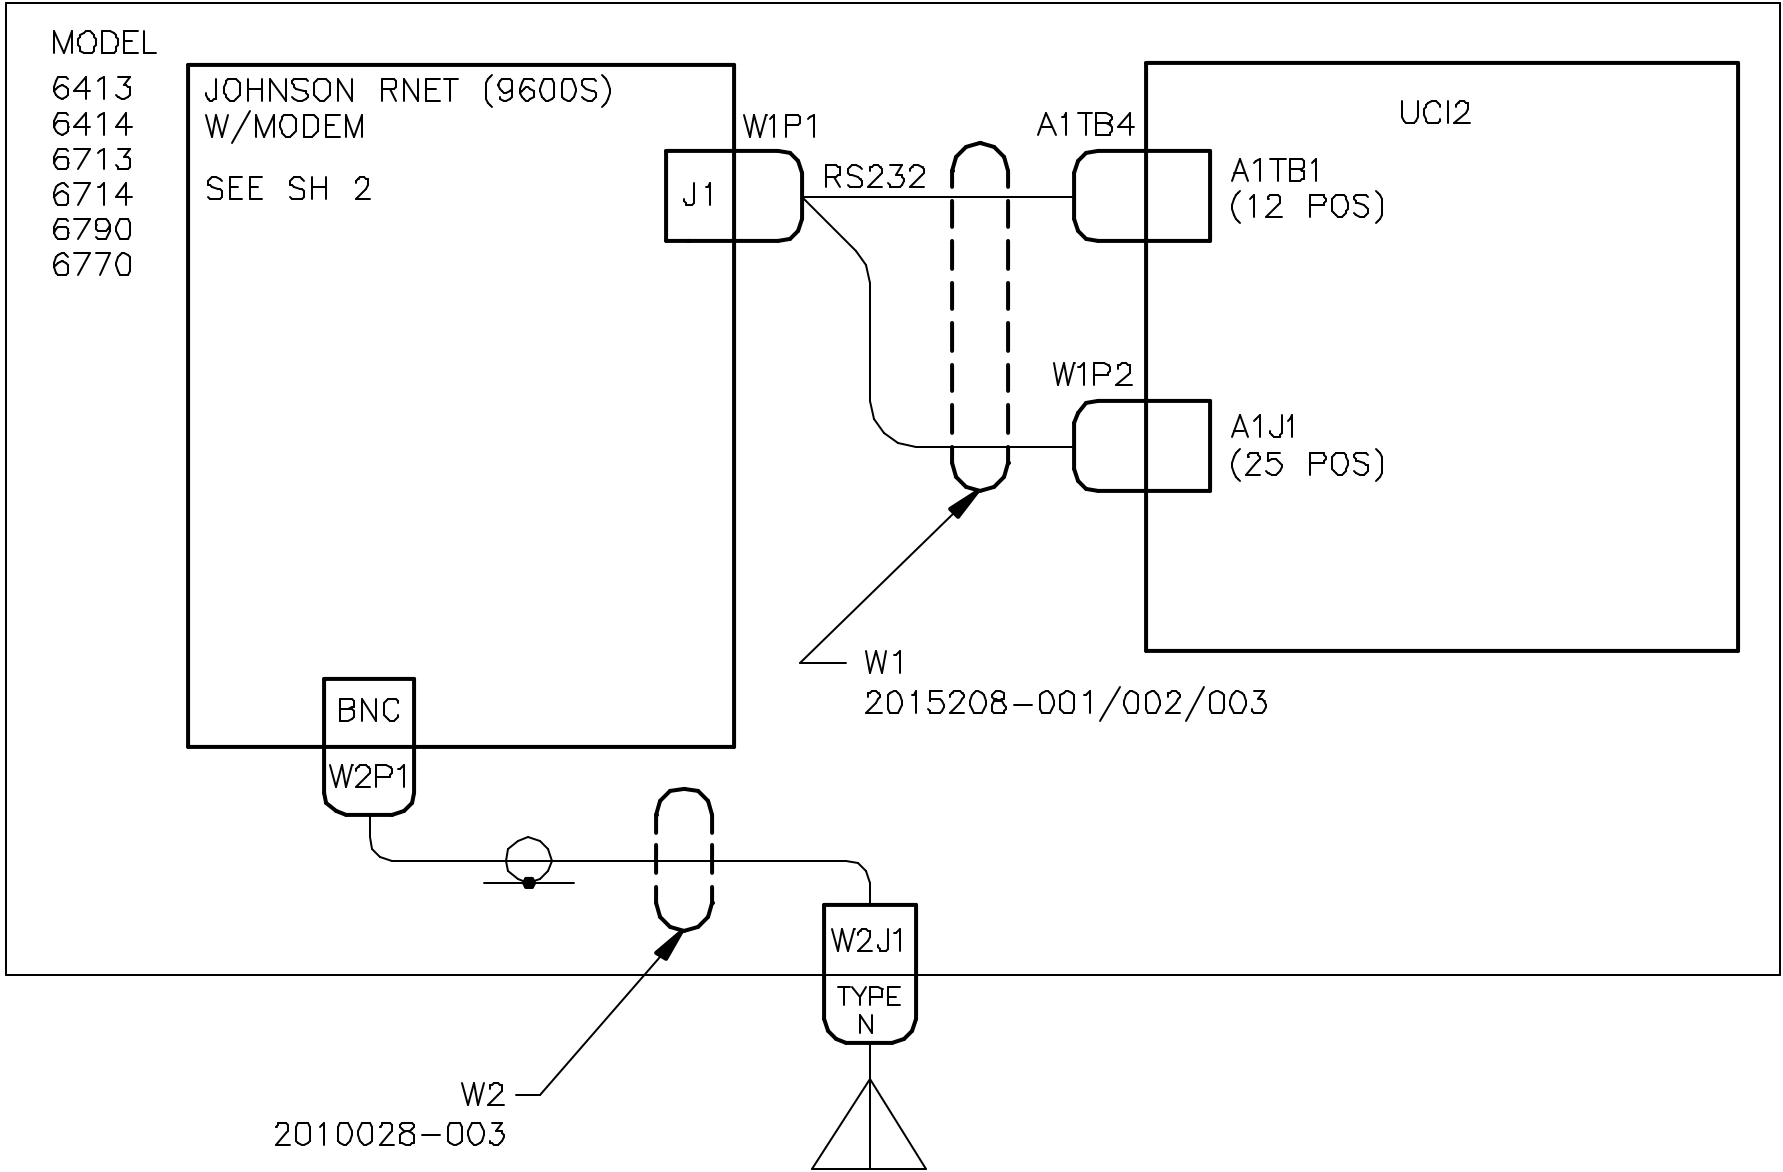 MODEL
6413
6414
6713
6714
6790
6770
JOHNSON RNET (9600S)
W/MODEM
SEE SH 2
J1
W1P1
RS232
A1TB4
UCI2
A1TB1
(12 POS)
W1P2
A1J1
(25 POS)
W1
2015208-001/002/003
BNC
W2P1
W2J1
TYPE
N
W2
2010028-003